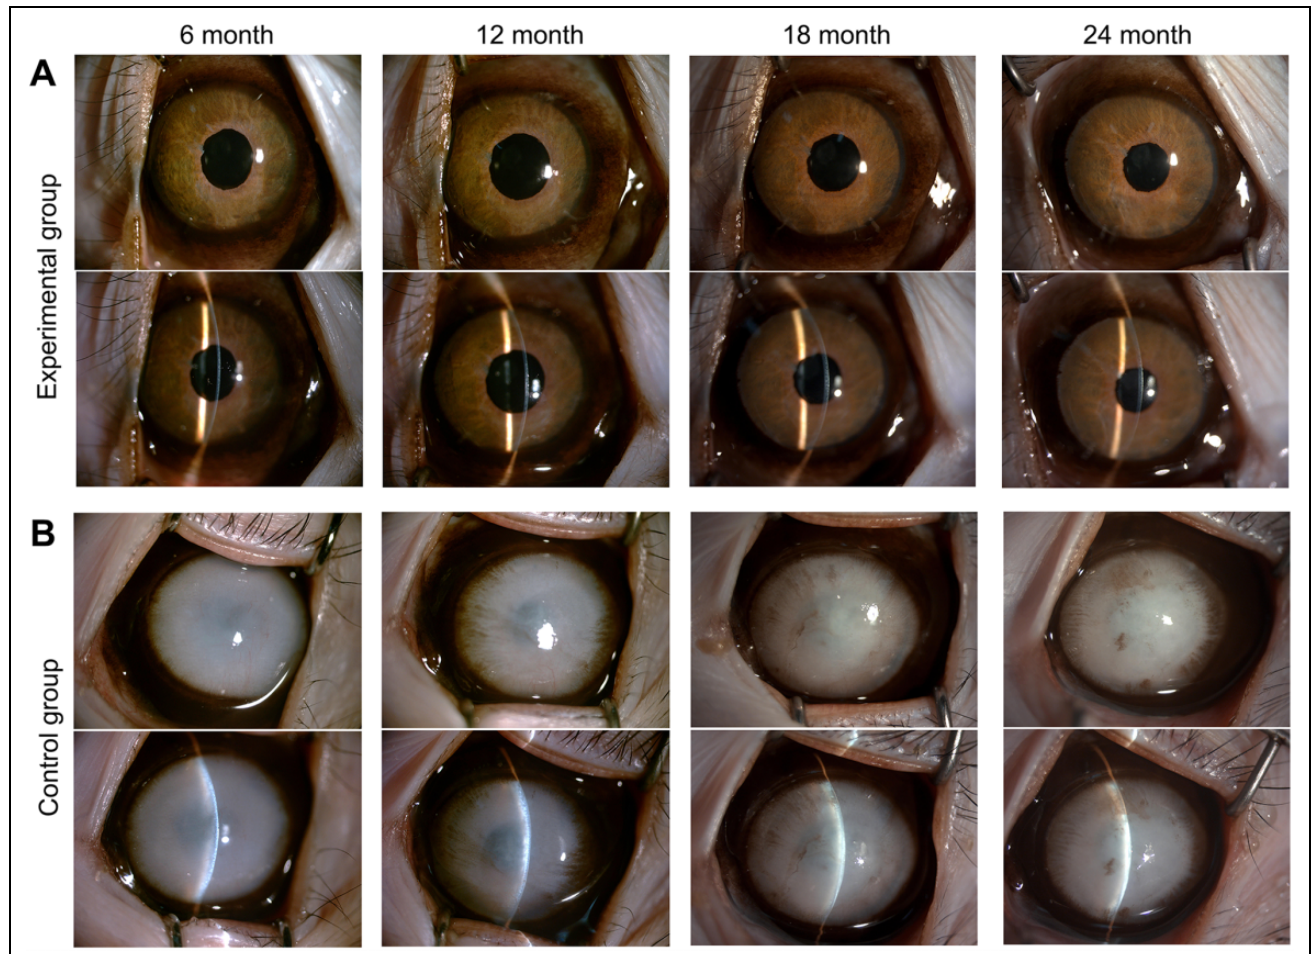 6 month
12 month
18 month
24 month
A
Experimental group
B
Control group